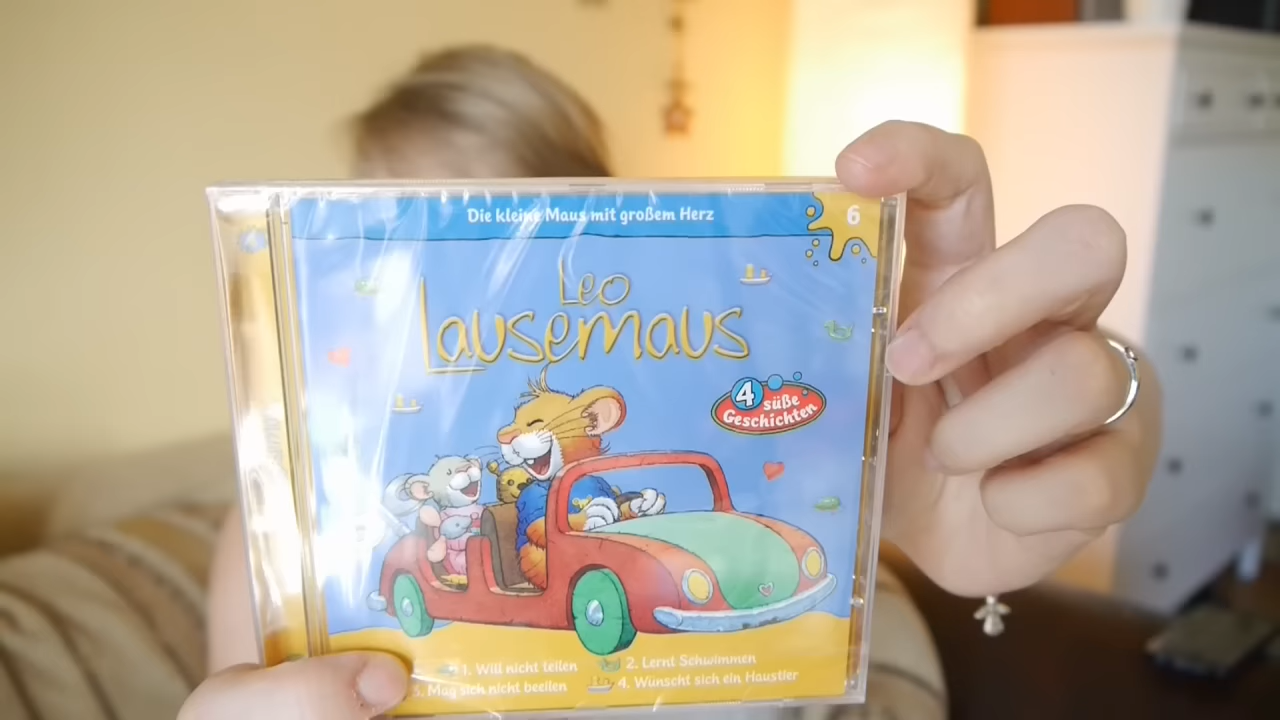 Die kleine Maus mit großem Herz
6
Leo
Lausemaus
4 süße
Geschichten
1. Will nicht teilen 2. Lernt Schwimmen
3. Mag sich nicht beeilen 4. Wünscht sich ein Haustier